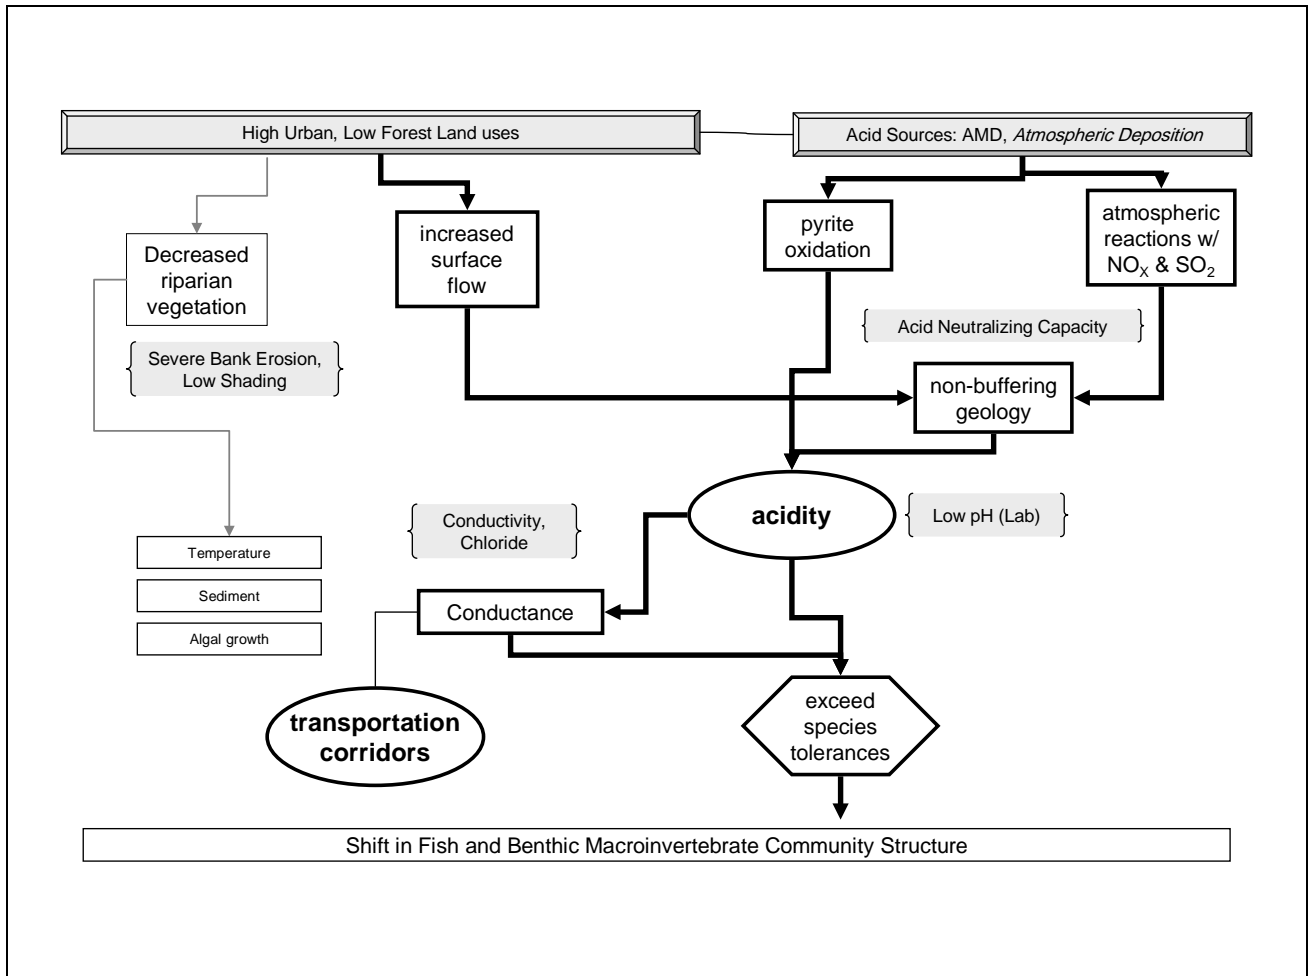 High Urban, Low Forest Land uses
Acid Sources: AMD, Atmospheric Deposition
increased
surface
flow
pyrite
oxidation
atmospheric
reactions w/
NOX & SO2
Decreased
riparian
vegetation
Acid Neutralizing Capacity
Severe Bank Erosion,
Low Shading
non-buffering
geology
acidity
Low pH (Lab)
Conductivity,
Chloride
Temperature
Sediment
Algal growth
Conductance
transportation
corridors
exceed
species
tolerances
Shift in Fish and Benthic Macroinvertebrate Community Structure